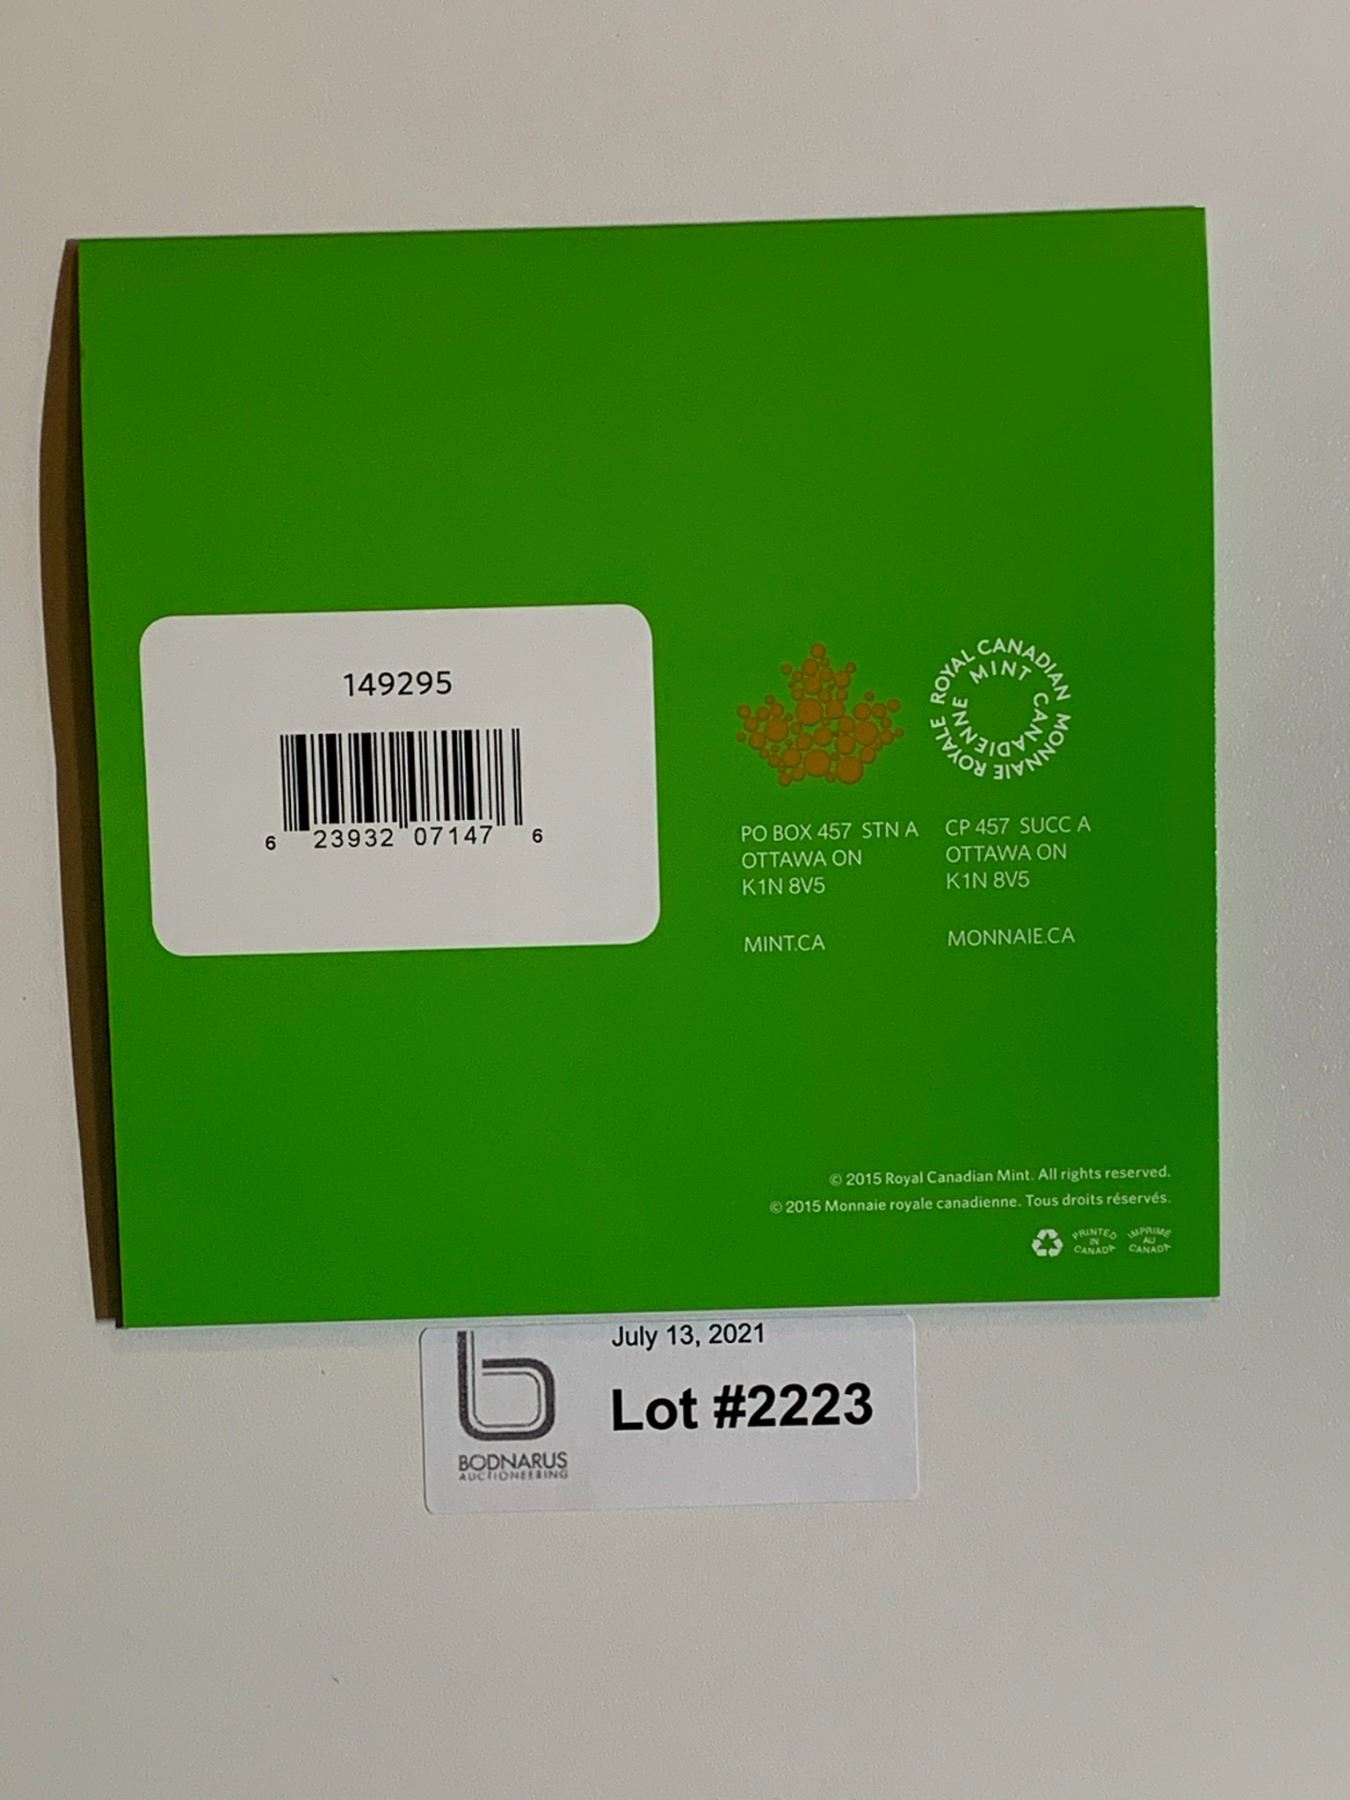 149295
6 23932 07147 6
ROYAL CANADIAN MINT
MONNAIE ROYALE CANADIENNE
PO BOX 457 STN A
OTTAWA ON
K1N 8V5
MINT.CA
CP 457 SUCC A
OTTAWA ON
K1N 8V5
MONNAIE.CA
© 2015 Royal Canadian Mint. All rights reserved.
© 2015 Monnaie royale canadienne. Tous droits réservés.
PRINTED
IN
CANADA
IMPRIMÉ
AU
CANADA
July 13, 2021
Lot #2223
BODNARUS
AUCTIONEERING